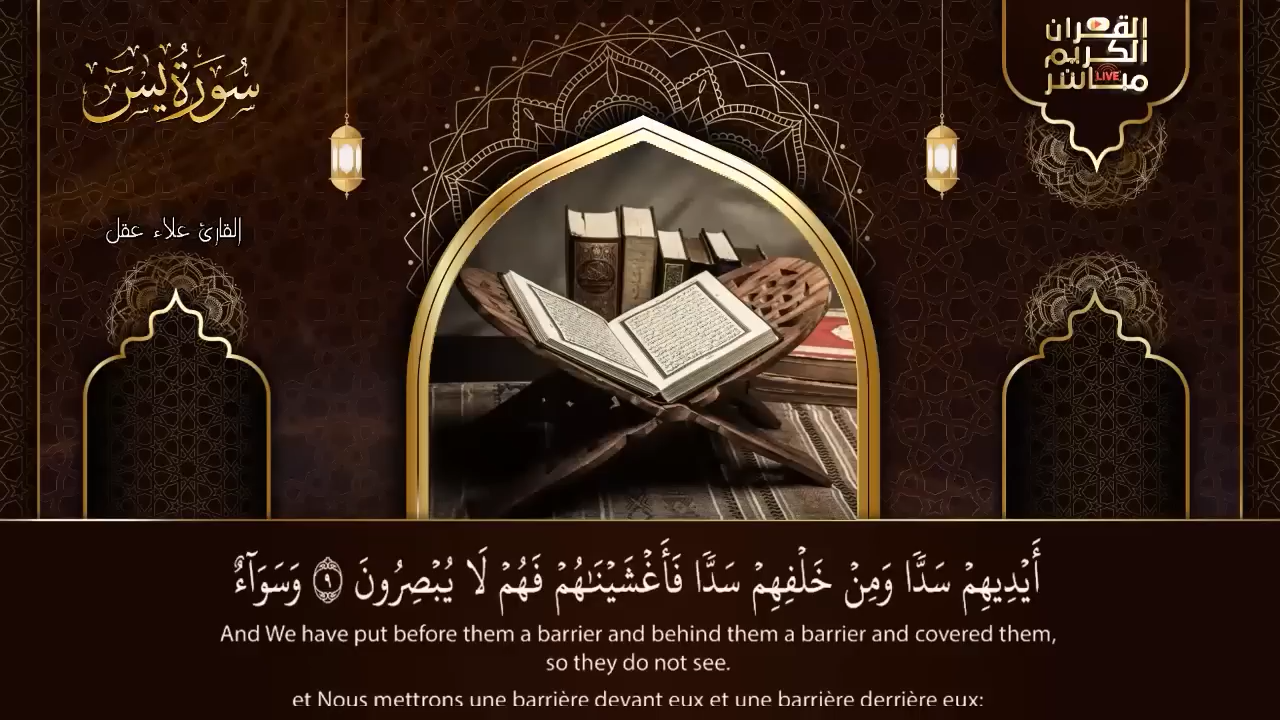 سُورَةُ يسٓ
القرآن
الكريم
مباشر
LIVE
القارئ علاء عقل
أَيْدِيهِمْ سَدًّا وَمِنْ خَلْفِهِمْ سَدًّا فَأَغْشَيْنَٰهُمْ فَهُمْ لَا يُبْصِرُونَ ٩ وَسَوَآءٌ
And We have put before them a barrier and behind them a barrier and covered them,
so they do not see.
et Nous mettrons une barrière devant eux et une barrière derrière eux;